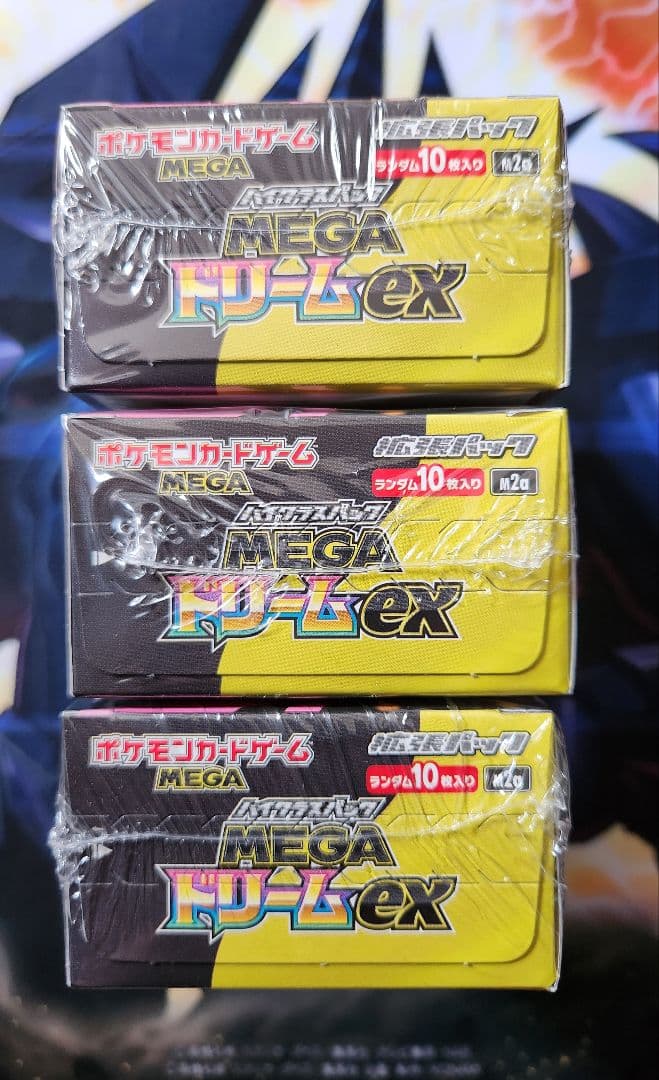 ポケモンカードゲーム
MEGA
拡張パック
ランダム10枚入り M2a
ハイクラスパック
MEGA
ドリームex
ポケモンカードゲーム
MEGA
拡張パック
ランダム10枚入り M2a
ハイクラスパック
MEGA
ドリームex
ポケモンカードゲーム
MEGA
拡張パック
ランダム10枚入り M2a
ハイクラスパック
MEGA
ドリームex